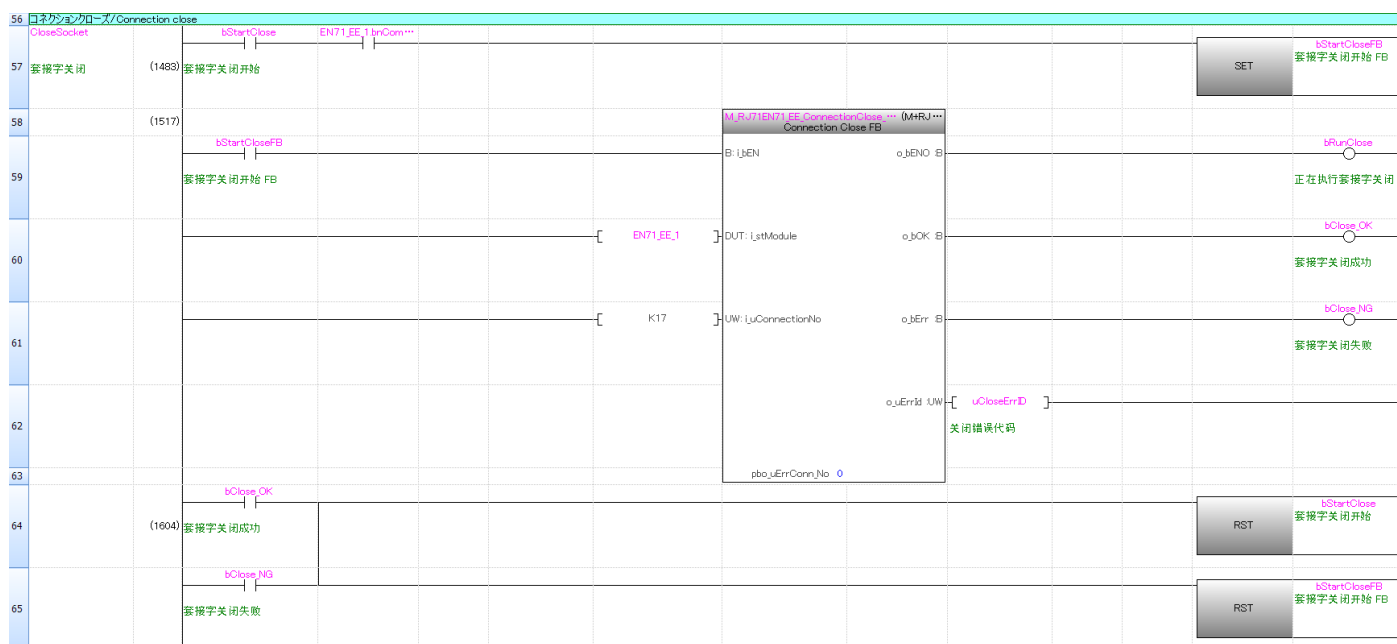 56 コネクションクローズ/Connection close
CloseSocket bStartClose EN71_EE_1.bnCom…
bStartCloseFB
57 套接字关闭 (1483) 套接字关闭开始 SET 套接字关闭开始 FB
58 (1517) M_RJ71EN71_EE_ConnectionClose_… (M+RJ…
Connection Close FB
bStartCloseFB bRunClose
B: i_bEN o_bENO :B
59 套接字关闭开始 FB 正在执行套接字关闭
bClose_OK
EN71_EE_1 DUT: i_stModule o_bOK :B
60 套接字关闭成功
bClose_NG
K17 UW: i_uConnectionNo o_bErr :B
61 套接字关闭失败
o_uErrId :UW uCloseErrID
62 关闭错误代码
63 pbo_uErrConn_No 0
bClose_OK bStartClose
64 (1604) 套接字关闭成功 RST 套接字关闭开始
bClose_NG bStartCloseFB
65 套接字关闭失败 RST 套接字关闭开始 FB